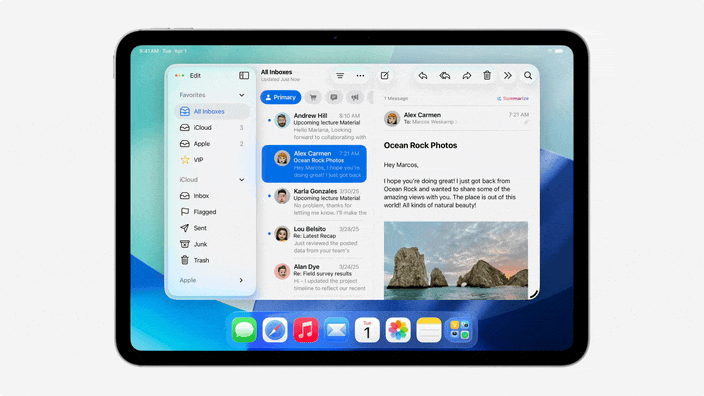 9:41 AM Tue. Apr 1
Edit
Favorites
All Inboxes
iCloud 3
Apple 2
VIP
iCloud
Inbox
Flagged
Sent
Junk
Trash
Apple
All Inboxes
Updated Just Now
Primary
Andrew Hill 8:10 AM
Upcoming lecture Material
Hello Mariana, Looking
forward to collaborating with
Alex Carmen 7:21 AM
Ocean Rock Photos
Hey Marcos, I hope you're
doing great! I just got back
Karla Gonzales 3/30/25
Upcoming lecture Material
No problem, thanks for
letting me know. I'll make the
Lou Belsito 3/28/25
Re: Latest Recap
Just reviewed the posted
data from your team's
Alan Dye 3/24/25
Re: Field survey results
Hi - I updated the project
timeline to reflect our recent
1 Message Summarize
Alex Carmen 7:21 AM
To: Marcos Weskamp
Ocean Rock Photos
Hey Marcos,
I hope you're doing great! I just got back from
Ocean Rock and wanted to share some of the
amazing views with you. The place is out of this
world! All kinds of natural beauty!
Tue
1